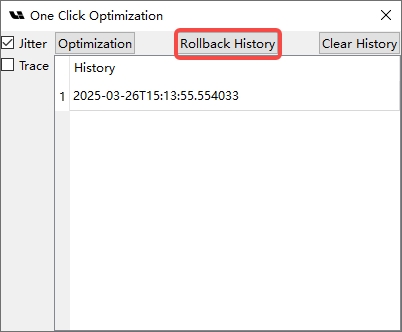 One Click Optimization
Jitter Optimization Rollback History Clear History
Trace
History
1 2025-03-26T15:13:55.554033